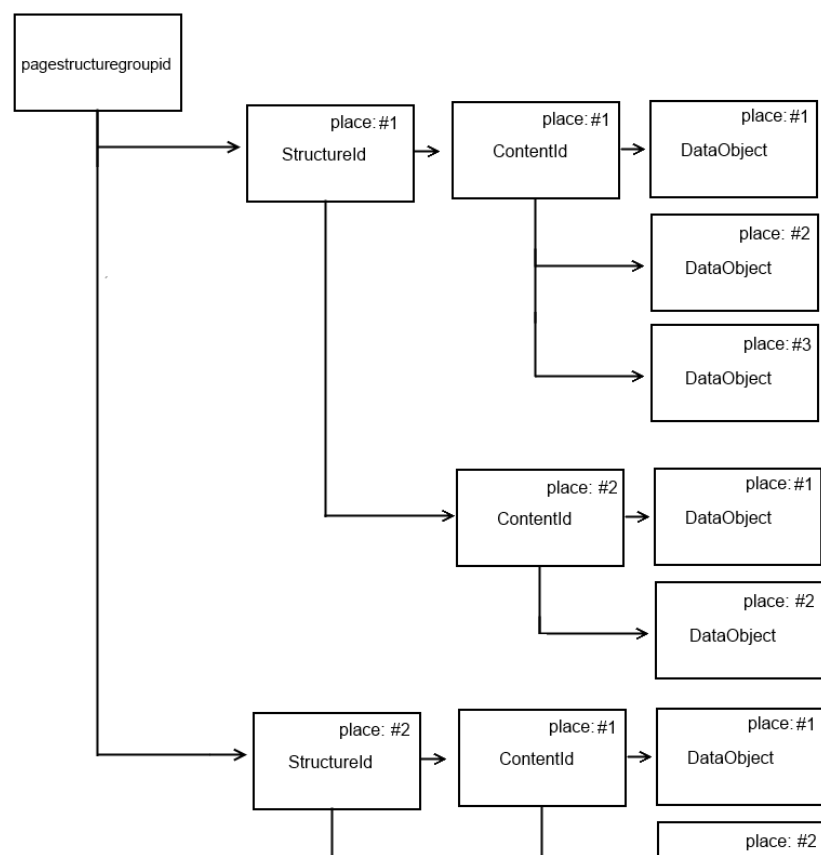 pagestructuregroupid
place: #1
StructureId
place: #1
ContentId
place: #1
DataObject
place: #2
DataObject
place: #3
DataObject
place: #2
ContentId
place: #1
DataObject
place: #2
DataObject
place: #2
StructureId
place: #1
ContentId
place: #1
DataObject
place: #2